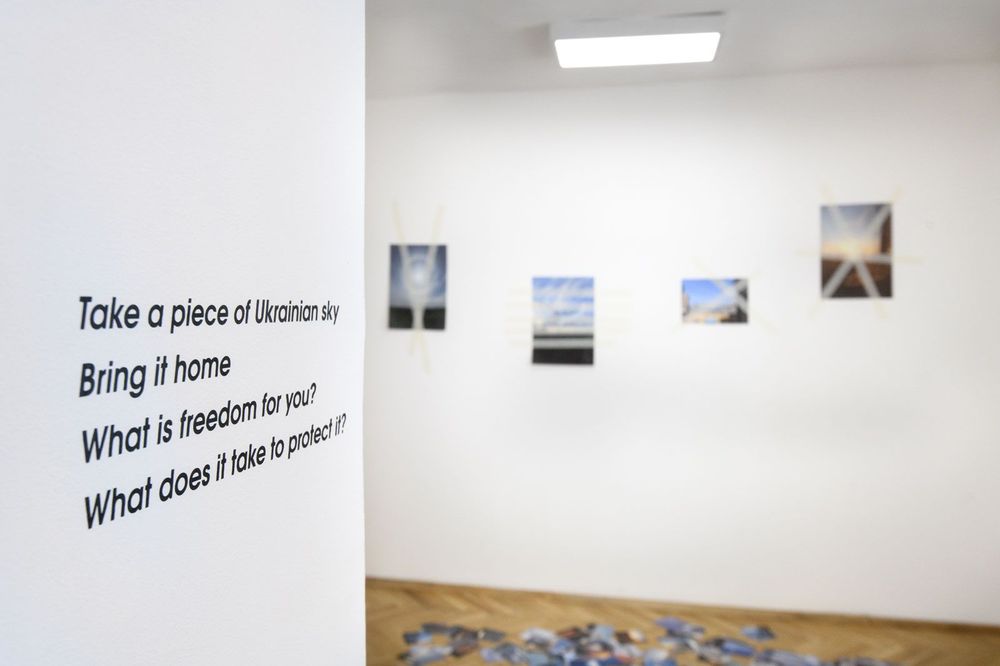 Take a piece of Ukrainian sky
Bring it home
What is freedom for you?
What does it take to protect it?